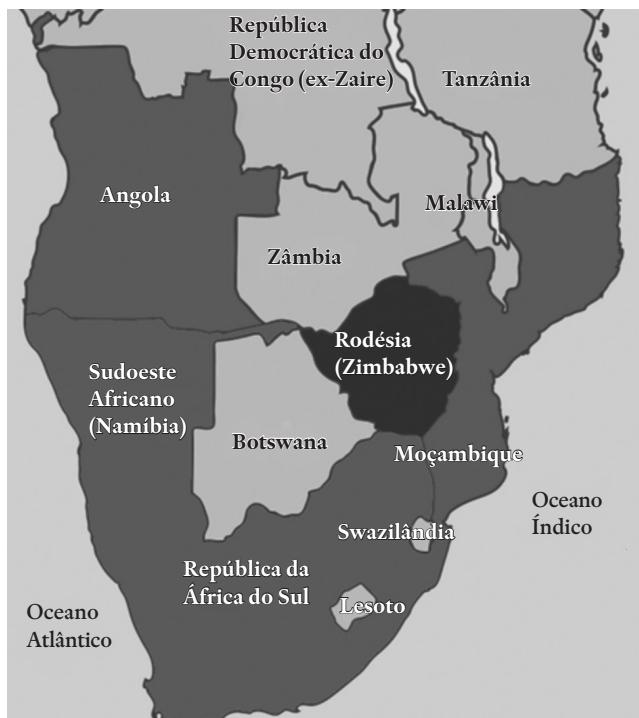 República
Democrática do
Congo (ex-Zaire)
Tanzânia
Angola
Malawi
Zâmbia
Rodésia
(Zimbabwe)
Sudoeste
Africano
(Namíbia)
Botswana
Moçambique
Oceano
Índico
Swazilândia
República da
África do Sul
Lesoto
Oceano
Atlântico